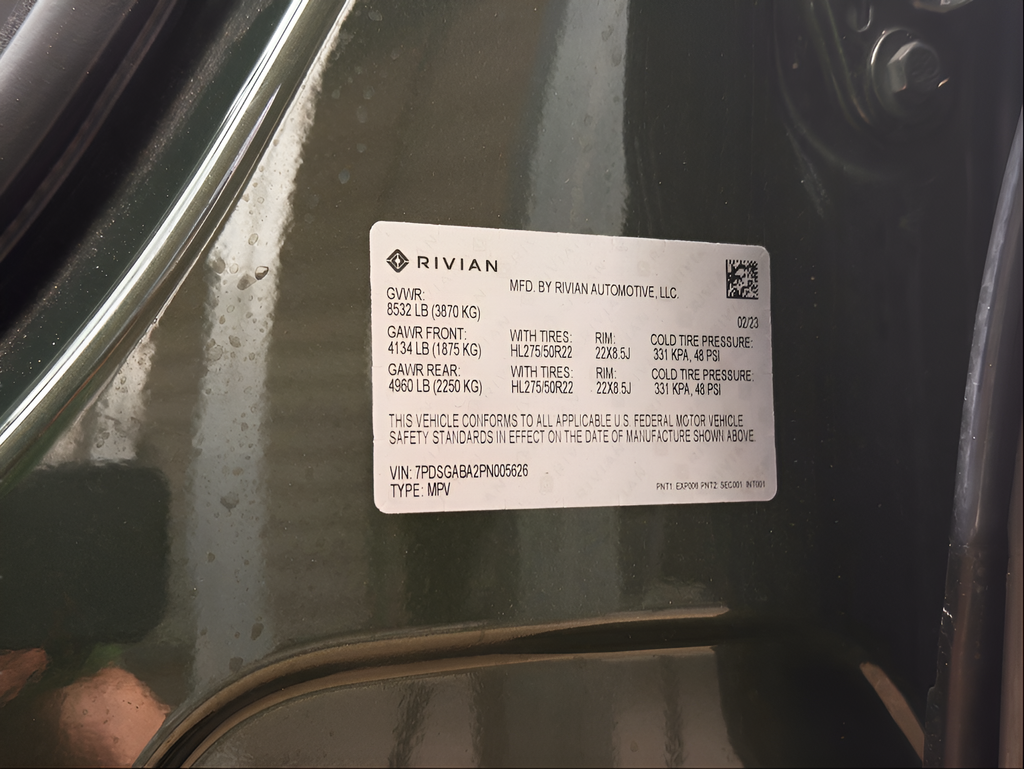 RIVIAN
MFD. BY RIVIAN AUTOMOTIVE, LLC.
GVWR:
8532 LB (3870 KG)
02/23
GAWR FRONT: WITH TIRES: RIM: COLD TIRE PRESSURE:
4134 LB (1875 KG) HL275/50R22 22X8.5J 331 KPA, 48 PSI
GAWR REAR: WITH TIRES: RIM: COLD TIRE PRESSURE:
4960 LB (2250 KG) HL275/50R22 22X8.5J 331 KPA, 48 PSI
THIS VEHICLE CONFORMS TO ALL APPLICABLE U.S. FEDERAL MOTOR VEHICLE
SAFETY STANDARDS IN EFFECT ON THE DATE OF MANUFACTURE SHOWN ABOVE.
VIN: 7PDSGABA2PN005626
TYPE: MPV
PNT1: EXP000 PNT2: SEC001 INT001